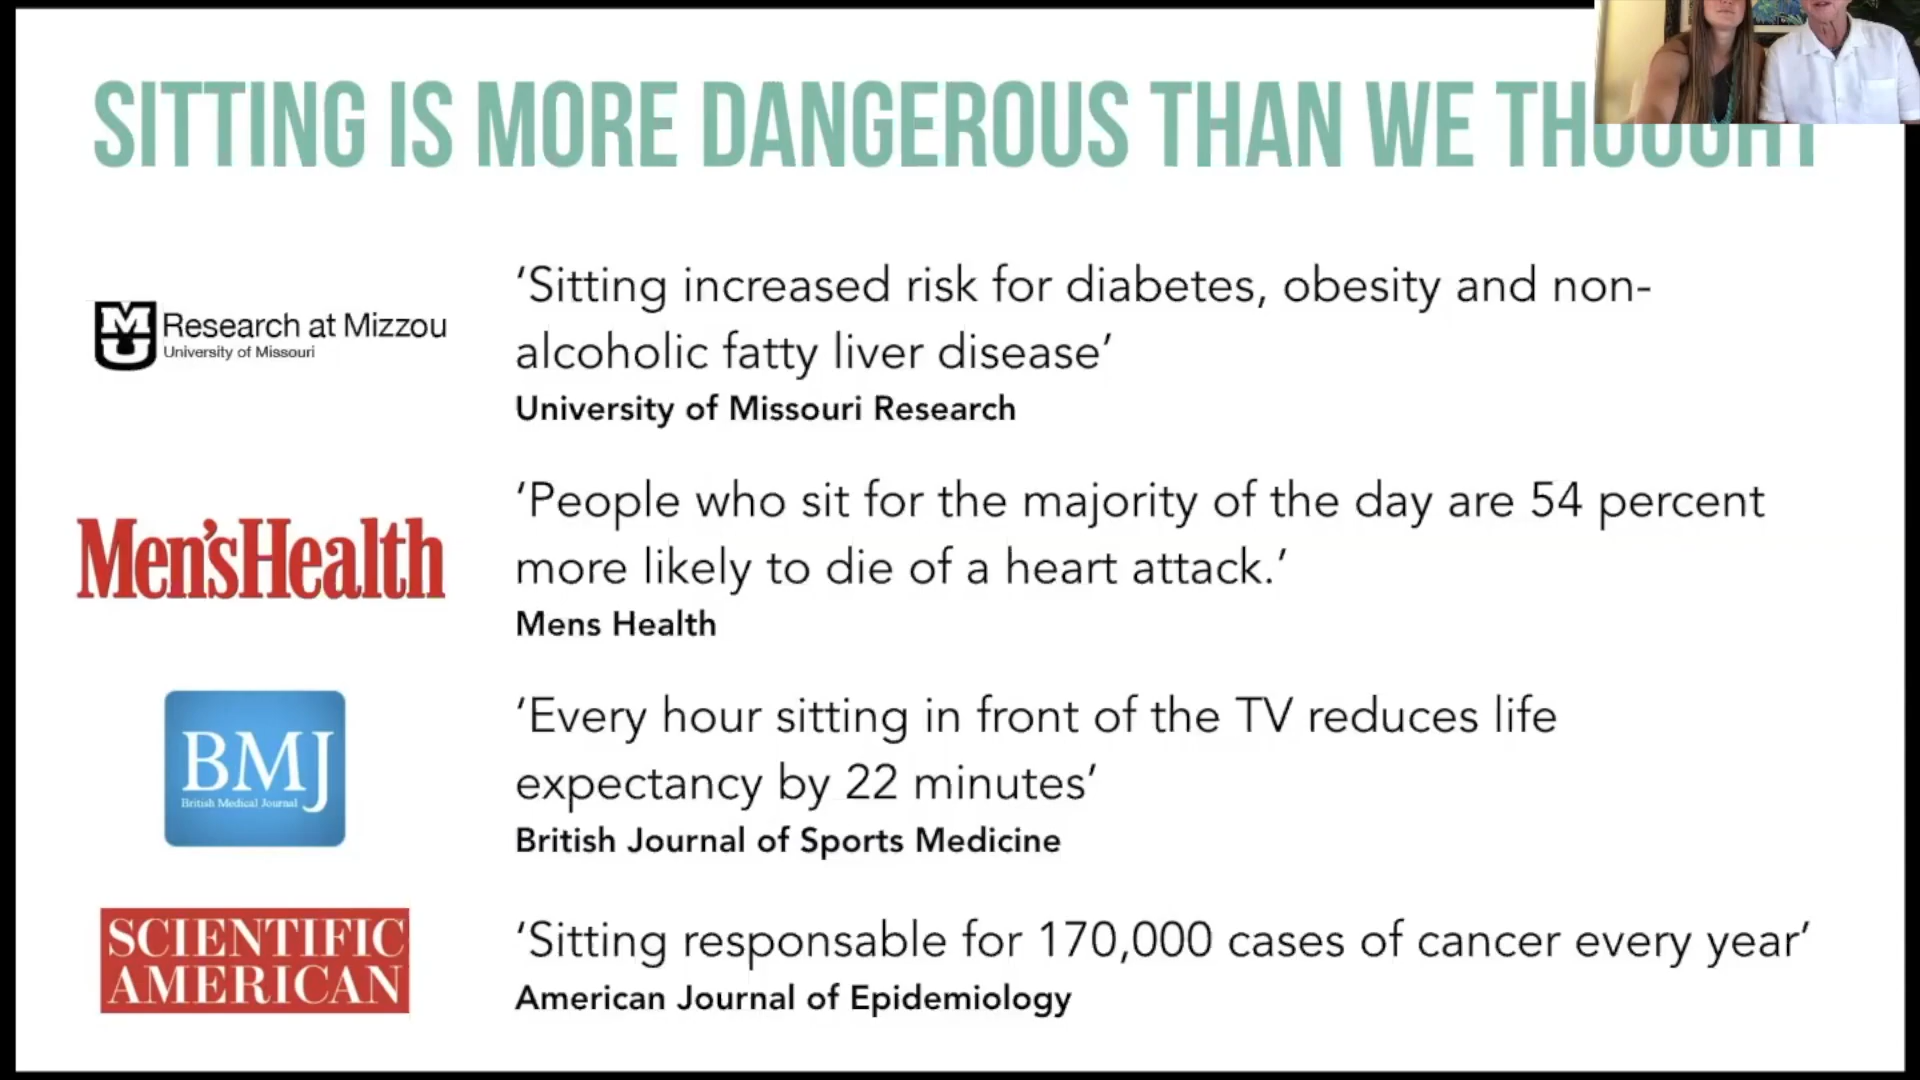 SITTING IS MORE DANGEROUS THAN WE THOUGHT
MU Research at Mizzou
University of Missouri
‘Sitting increased risk for diabetes, obesity and non-
alcoholic fatty liver disease’
University of Missouri Research
Men'sHealth
‘People who sit for the majority of the day are 54 percent
more likely to die of a heart attack.’
Mens Health
BMJ
British Medical Journal
‘Every hour sitting in front of the TV reduces life
expectancy by 22 minutes’
British Journal of Sports Medicine
SCIENTIFIC
AMERICAN
‘Sitting responsable for 170,000 cases of cancer every year’
American Journal of Epidemiology